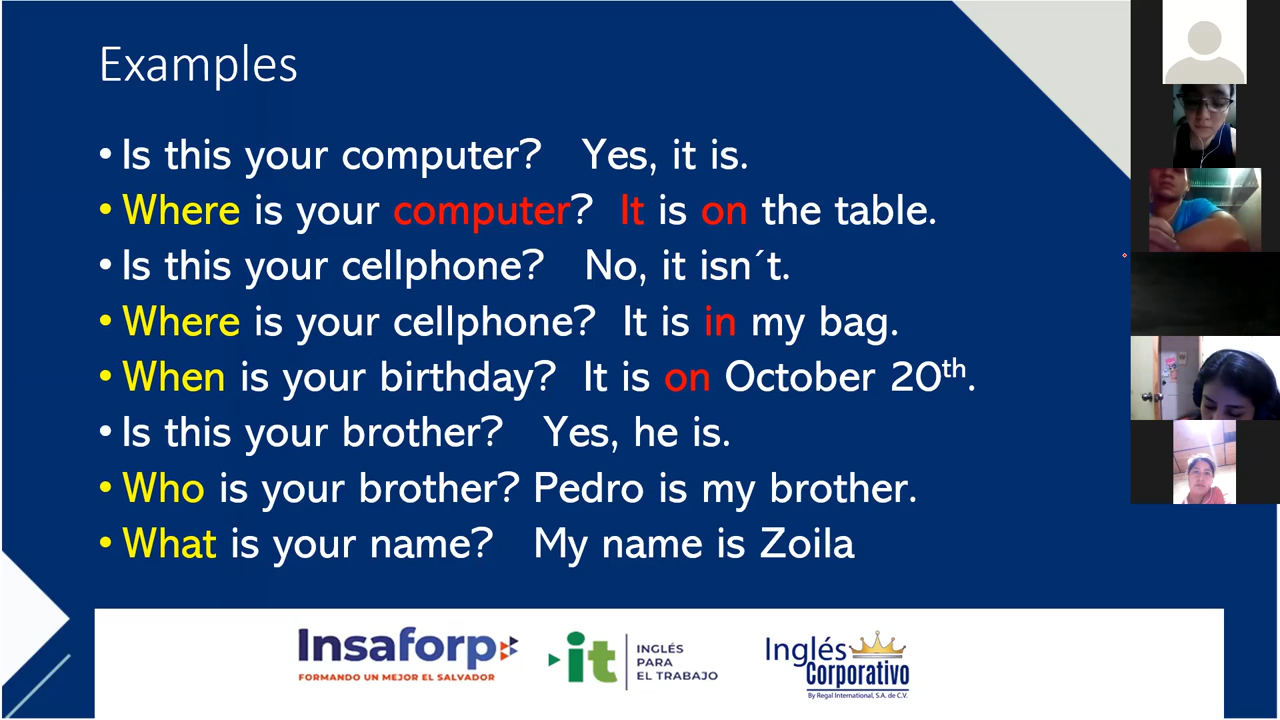 Examples
• Is this your computer? Yes, it is.
• Where is your computer? It is on the table.
• Is this your cellphone? No, it isn´t.
• Where is your cellphone? It is in my bag.
• When is your birthday? It is on October 20th.
• Is this your brother? Yes, he is.
• Who is your brother? Pedro is my brother.
• What is your name? My name is Zoila
Insaforp
FORMANDO UN MEJOR EL SALVADOR
it
INGLÉS
PARA
EL TRABAJO
Inglés
Corporativo
By Regal International, S.A. de C.V.